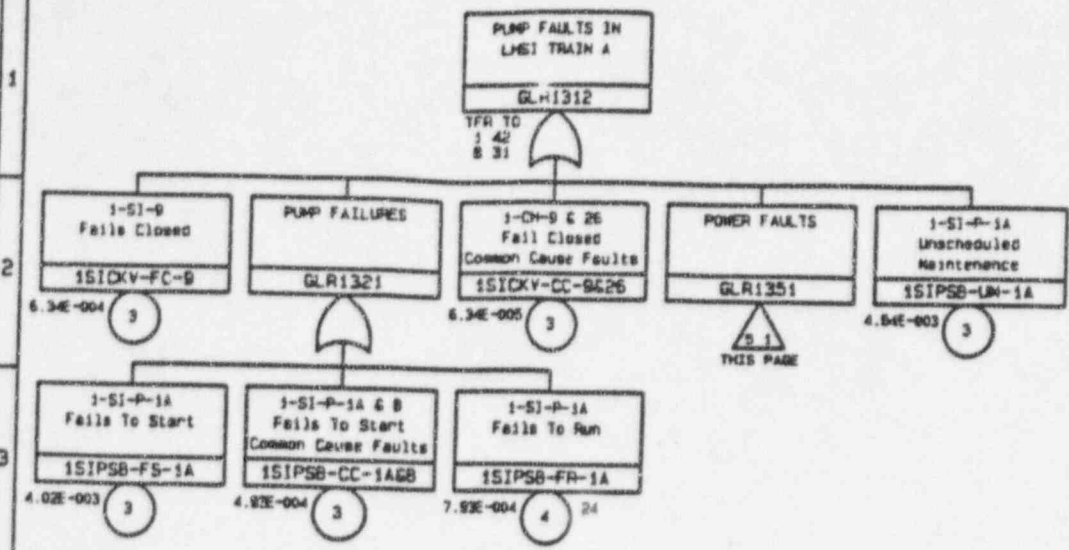 1
PUMP FAULTS IN
LHSI TRAIN A
GLR1312
TFR TO
1 42
B 31
2
1-SI-9
Fails Closed
1SICKV-FC-9
6.34E-004
3
PUMP FAILURES
GLR1321
1-CH-9 & 26
Fail Closed
Common Cause Faults
1SICKV-CC-9&26
6.34E-005
3
POWER FAULTS
GLR1351
5 1
THIS PAGE
1-SI-P-1A
Unscheduled
Maintenence
1SIPSB-UM-1A
3
3
1-SI-P-1A
Fails To Start
1SIPSB-FS-1A
4.02E-003
3
1-SI-P-1A & B
Fails To Start
Common Cause Faults
1SIPSB-CC-1A&B
3
1-SI-P-1A
Fails To Run
1SIPSB-FR-1A
7.93E-004
4
24